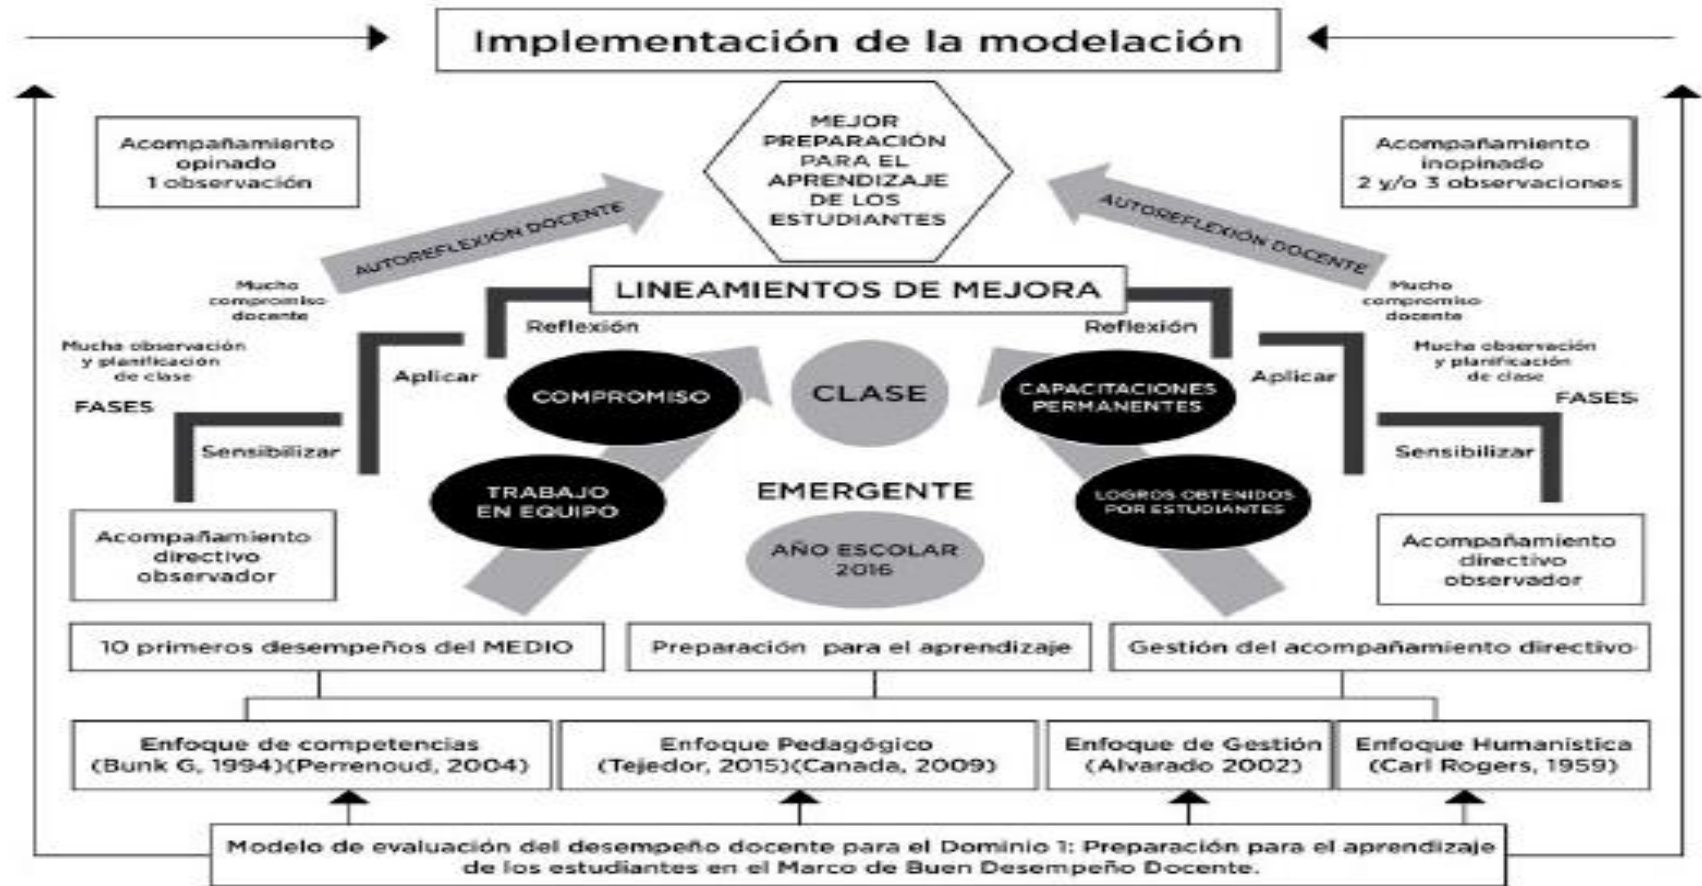 Implementación de la modelación
Acompañamiento
opinado
1 observación
MEJOR
PREPARACIÓN
PARA EL
APRENDIZAJE
DE LOS
ESTUDIANTES
Acompañamiento
inopinado
2 y/o 3 observaciones
AUTOREFLEXIÓN DOCENTE
AUTOREFLEXIÓN DOCENTE
Mucho
compromiso
docente
LINEAMIENTOS DE MEJORA
Mucho
compromiso
docente
Reflexión
Reflexión
Mucha observación
y planificación
de clase
Mucha observación
y planificación
de clase
Aplicar
COMPROMISO
CLASE
CAPACITACIONES
PERMANENTES
Aplicar
FASES
FASES
Sensibilizar
Sensibilizar
TRABAJO
EN EQUIPO
EMERGENTE
LOGROS OBTENIDOS
POR ESTUDIANTES
Acompañamiento
directivo
observador
AÑO ESCOLAR
2016
Acompañamiento
directivo
observador
10 primeros desempeños del MEDIO
Preparación para el aprendizaje
Gestión del acompañamiento directivo
Enfoque de competencias
(Bunk G, 1994)(Perrenoud, 2004)
Enfoque Pedagógico
(Tejedor, 2015)(Canada, 2009)
Enfoque de Gestión
(Alvarado 2002)
Enfoque Humanística
(Carl Rogers, 1959)
Modelo de evaluación del desempeño docente para el Dominio 1: Preparación para el aprendizaje
de los estudiantes en el Marco de Buen Desempeño Docente.